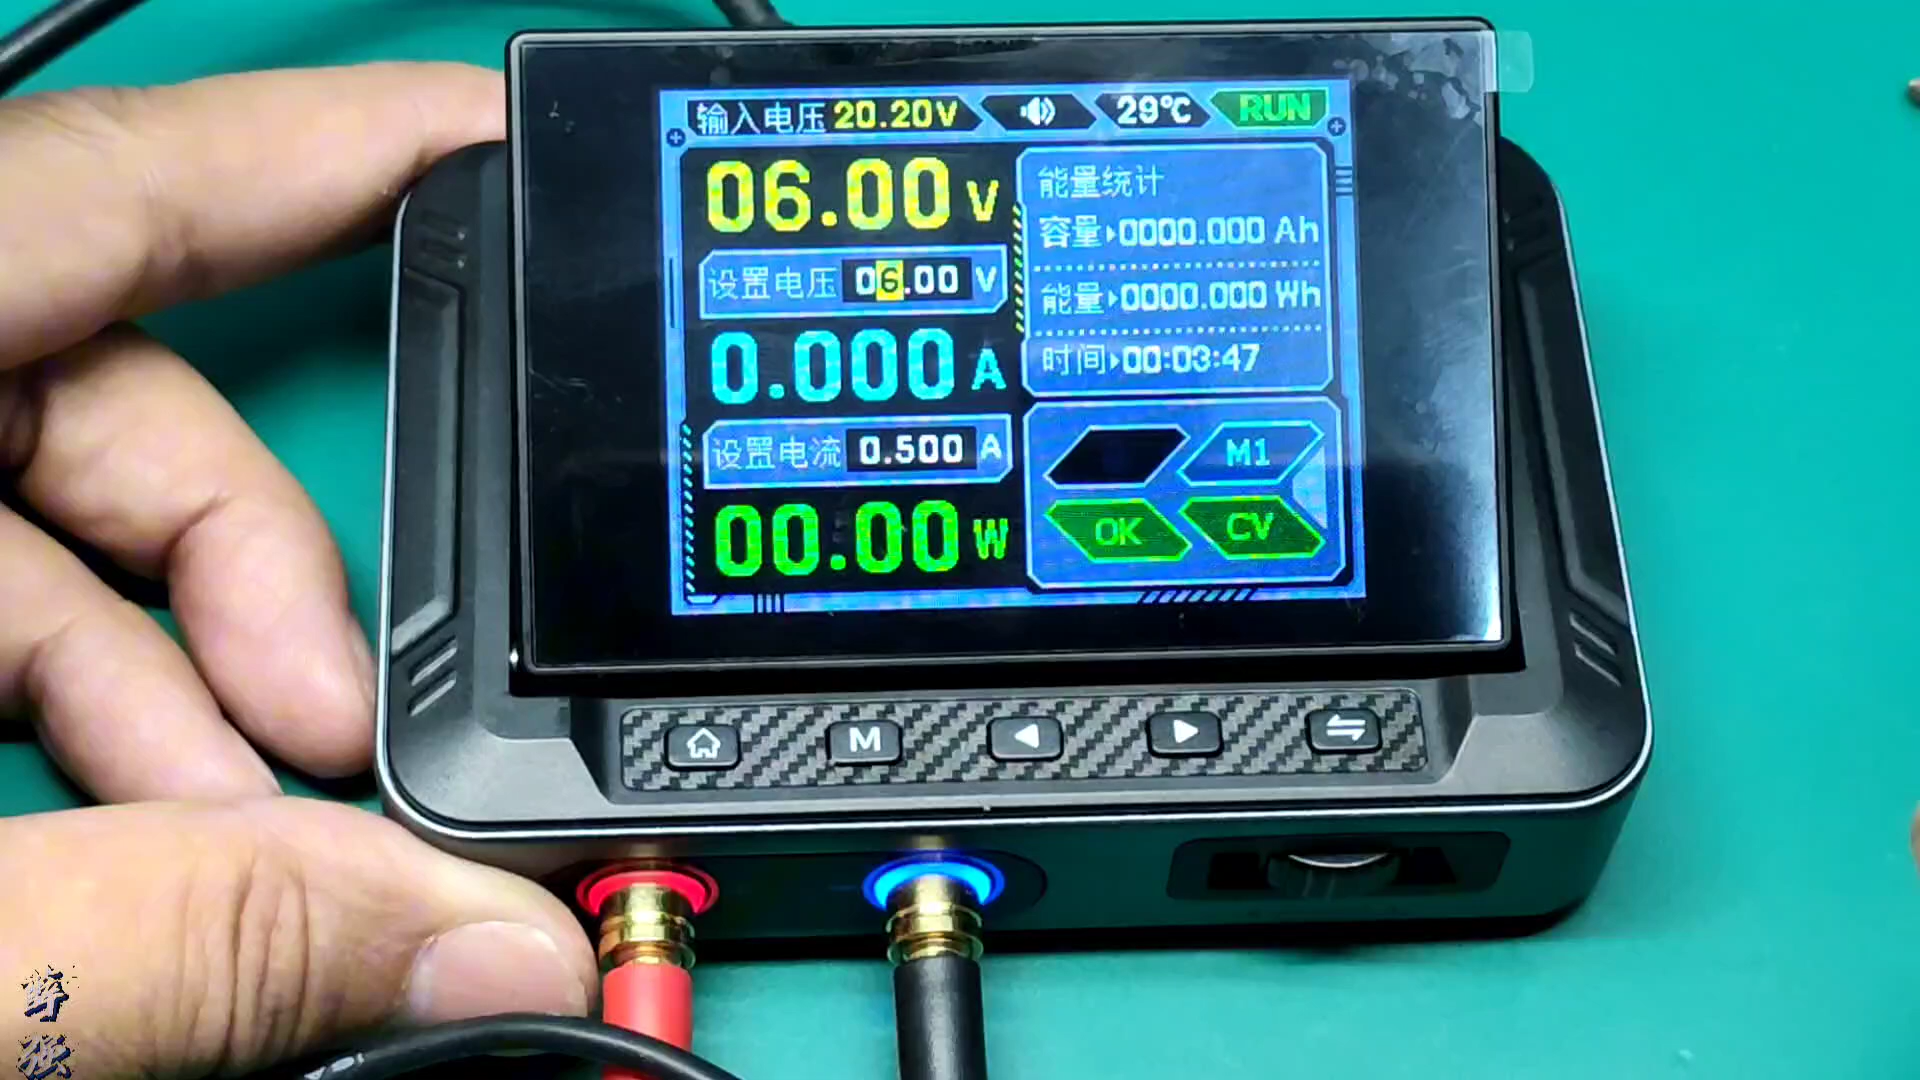 输入电压 20.20V 29℃ RUN
06.00 V
设置电压 06.00 V
0.000 A
设置电流 0.500 A
00.00 W
能量统计
容量▸0000.000 Ah
能量▸0000.000 Wh
时间▸00:03:47
M1
OK CV
M